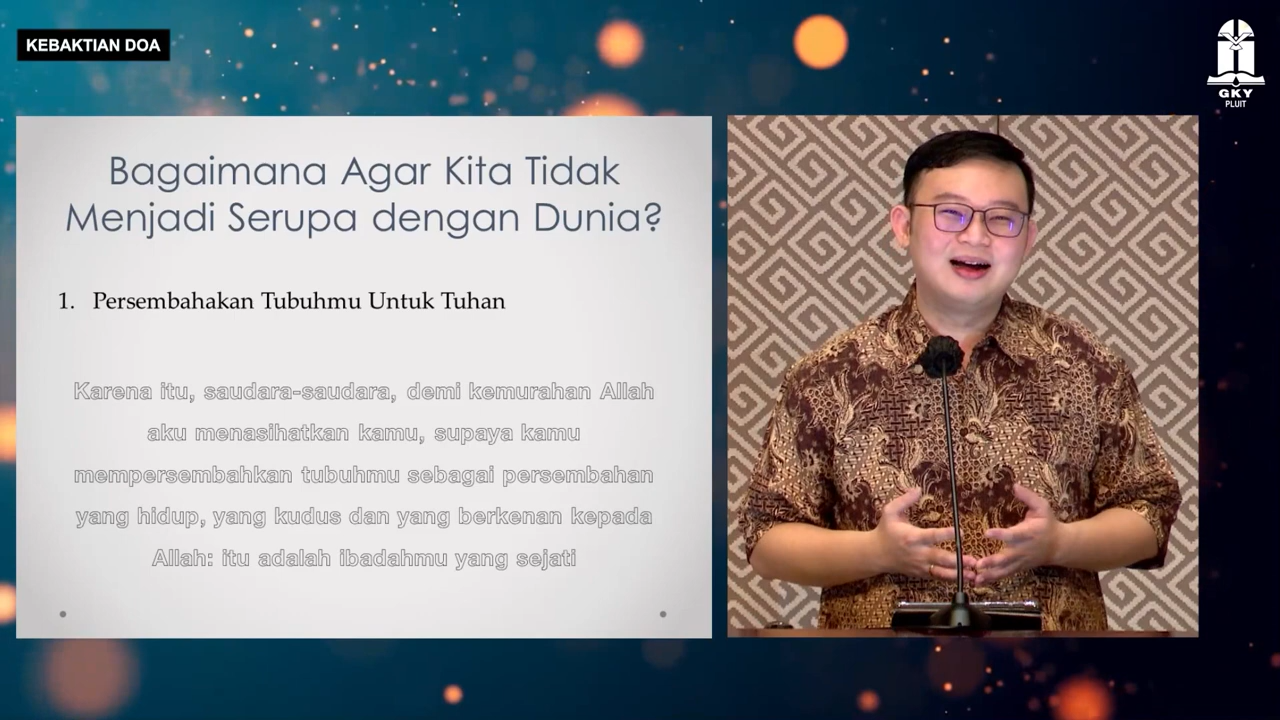 KEBAKTIAN DOA
GKY
PLUIT
Bagaimana Agar Kita Tidak
Menjadi Serupa dengan Dunia?
1. Persembahakan Tubuhmu Untuk Tuhan
Karena itu, saudara-saudara, demi kemurahan Allah
aku menasihatkan kamu, supaya kamu
mempersembahkan tubuhmu sebagai persembahan
yang hidup, yang kudus dan yang berkenan kepada
Allah: itu adalah ibadahmu yang sejati